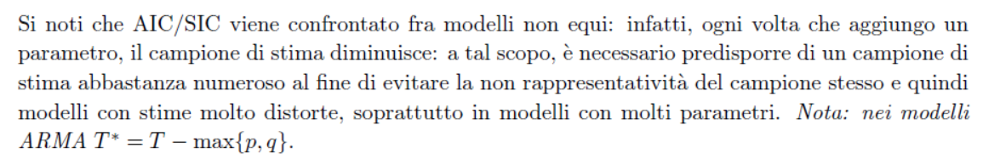 Si noti che AIC/SIC viene confrontato fra modelli non equi: infatti, ogni volta che aggiungo un
parametro, il campione di stima diminuisce: a tal scopo, è necessario predisporre di un campione di
stima abbastanza numeroso al fine di evitare la non rappresentatività del campione stesso e quindi
modelli con stime molto distorte, soprattutto in modelli con molti parametri. Nota: nei modelli
ARMA T* = T − max{p, q}.